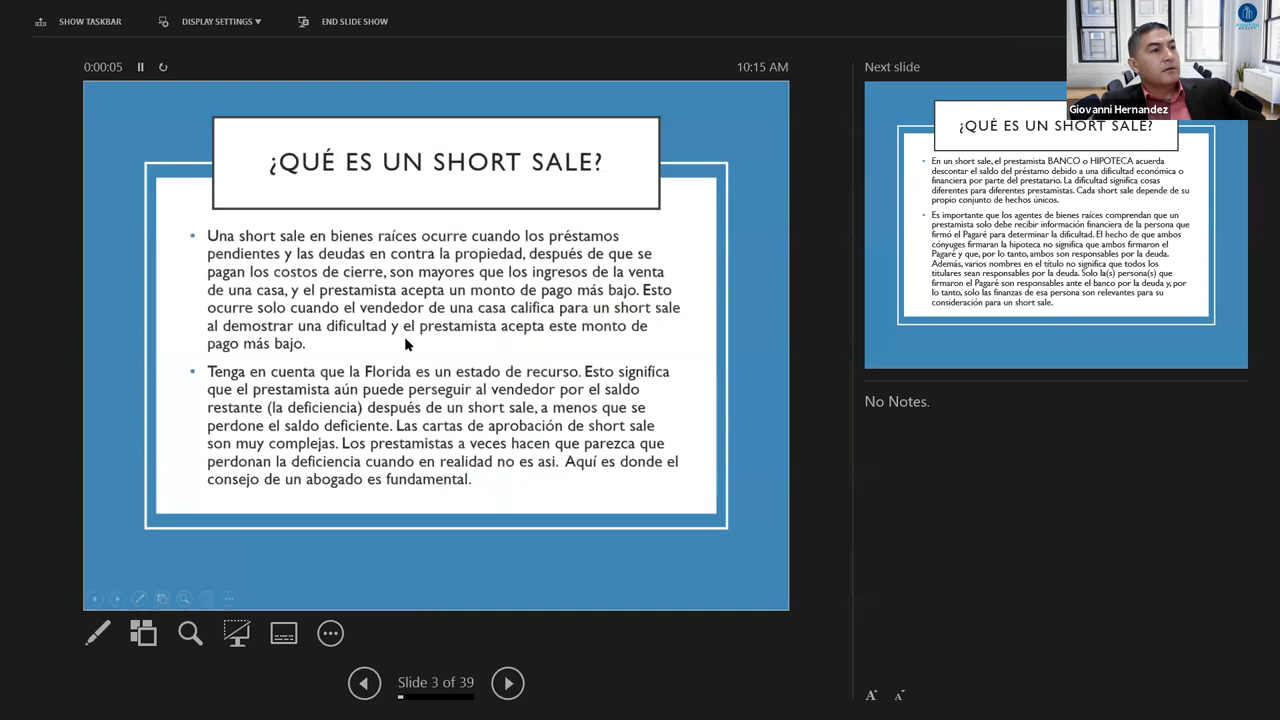 SHOW TASKBAR
DISPLAY SETTINGS ▼
END SLIDE SHOW
0:00:05
10:15 AM
¿QUÉ ES UN SHORT SALE?
• Una short sale en bienes raíces ocurre cuando los préstamos
pendientes y las deudas en contra la propiedad, después de que se
pagan los costos de cierre, son mayores que los ingresos de la venta
de una casa, y el prestamista acepta un monto de pago más bajo. Esto
ocurre solo cuando el vendedor de una casa califica para un short sale
al demostrar una dificultad y el prestamista acepta este monto de
pago más bajo.
• Tenga en cuenta que la Florida es un estado de recurso. Esto significa
que el prestamista aún puede perseguir al vendedor por el saldo
restante (la deficiencia) después de un short sale, a menos que se
perdone el saldo deficiente. Las cartas de aprobación de short sale
son muy complejas. Los prestamistas a veces hacen que parezca que
perdonan la deficiencia cuando en realidad no es asi. Aquí es donde el
consejo de un abogado es fundamental.
Slide 3 of 39
Next slide
Giovanni Hernandez
¿QUÉ ES UN SHORT SALE?
• En un short sale, el prestamista BANCO o HIPOTECA acuerda
descontar el saldo del préstamo debido a una dificultad económica o
financiera por parte del prestatario. La dificultad significa cosas
diferentes para diferentes prestamistas. Cada short sale depende de su
propio conjunto de hechos únicos.
• Es importante que los agentes de bienes raíces comprendan que un
prestamista solo debe recibir información financiera de la persona que
firmó el Pagaré para determinar la dificultad. El hecho de que ambos
cónyuges firmaran la hipoteca no significa que ambos firmaron el
Pagaré y que, por lo tanto, ambos son responsables por la deuda.
Además, varios nombres en el título no significa que todos los
titulares sean responsables por la deuda. Solo la(s) persona(s) que
firmaron el Pagaré son responsables ante el banco por la deuda y, por
lo tanto, solo las finanzas de esa persona son relevantes para su
consideración para un short sale.
No Notes.
A A